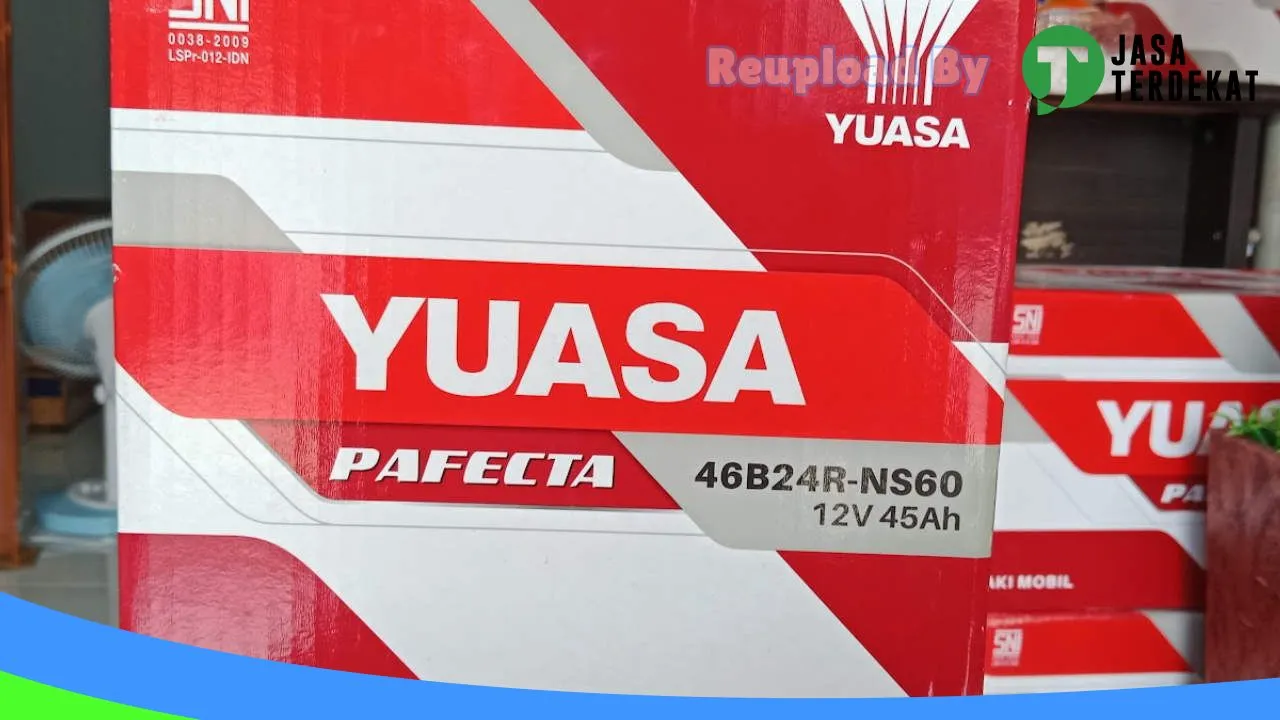 SNI
0038-2009
LSPr-012-IDN
YUASA
Reupload By
JASA
TERDEKAT
YUASA
PAFECTA
46B24R-NS60
12V 45Ah
SNI
YUAS
PA
AKI MOBIL
SNI